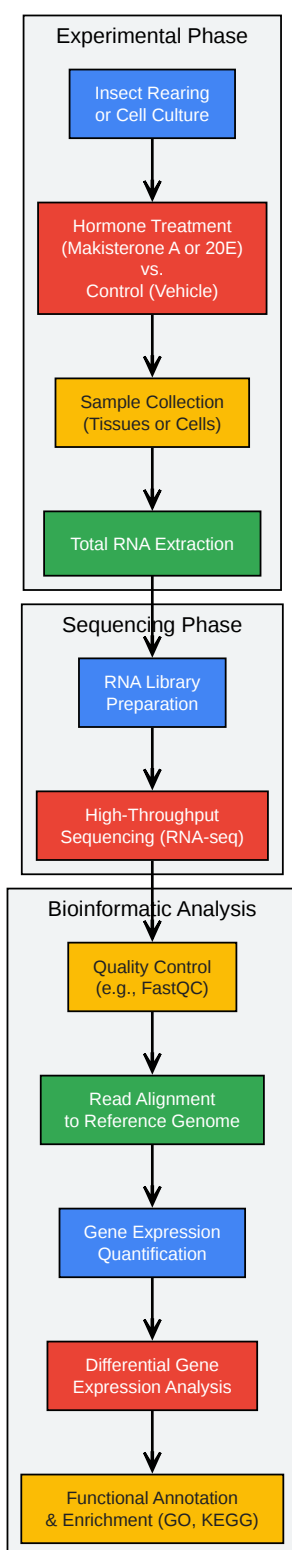 Experimental Phase
Insect Rearing
or Cell Culture
Hormone Treatment
(Makisterone A or 20E)
vs.
Control (Vehicle)
Sample Collection
(Tissues or Cells)
Total RNA Extraction
Sequencing Phase
RNA Library
Preparation
High-Throughput
Sequencing (RNA-seq)
Bioinformatic Analysis
Quality Control
(e.g., FastQC)
Read Alignment
to Reference Genome
Gene Expression
Quantification
Differential Gene
Expression Analysis
Functional Annotation
& Enrichment (GO, KEGG)